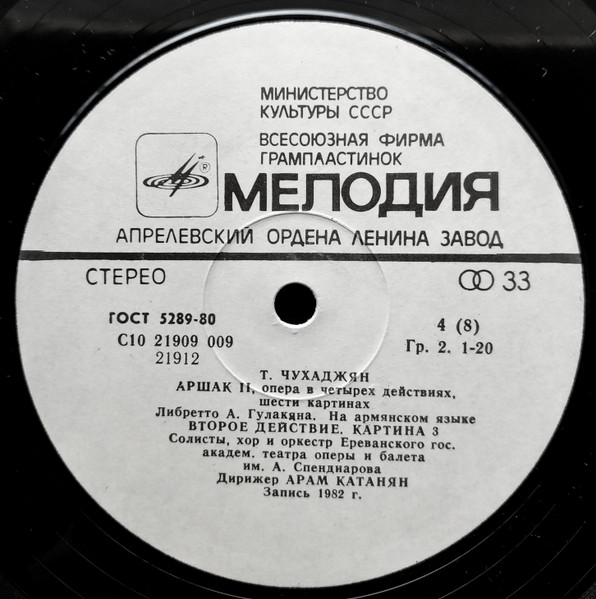 МИНИСТЕРСТВО
КУЛЬТУРЫ СССР
ВСЕСОЮЗНАЯ ФИРМА
ГРАМПЛАСТИНОК
®
МЕЛОДИЯ
АПРЕЛЕВСКИЙ ОРДЕНА ЛЕНИНА ЗАВОД
СТЕРЕО
33
ГОСТ 5289-80
С10 21909 009
21912
4 (8)
Гр. 2. 1-20
Т. ЧУХАДЖЯН
АРШАК II, опера в четырех действиях,
шести картинах
Либретто А. Гулакяна. На армянском языке
ВТОРОЕ ДЕЙСТВИЕ. КАРТИНА 3
Солисты, хор и оркестр Ереванского гос.
академ. театра оперы и балета
им. А. Спендиарова
Дирижер АРАМ КАТАНЯН
Запись 1982 г.